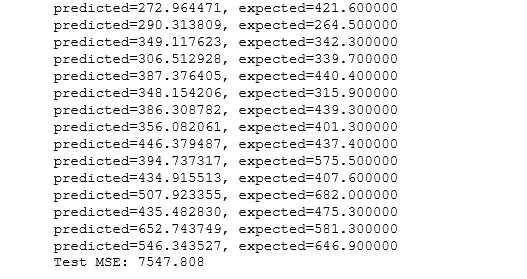 predicted=272.964471, expected=421.600000
predicted=290.313809, expected=264.500000
predicted=349.117623, expected=342.300000
predicted=306.512928, expected=339.700000
predicted=387.376405, expected=440.400000
predicted=348.154206, expected=315.900000
predicted=386.308782, expected=439.300000
predicted=356.082061, expected=401.300000
predicted=446.379487, expected=437.400000
predicted=394.737317, expected=575.500000
predicted=434.915513, expected=407.600000
predicted=507.923355, expected=682.000000
predicted=435.482830, expected=475.300000
predicted=652.743749, expected=581.300000
predicted=546.343527, expected=646.900000
Test MSE: 7547.808